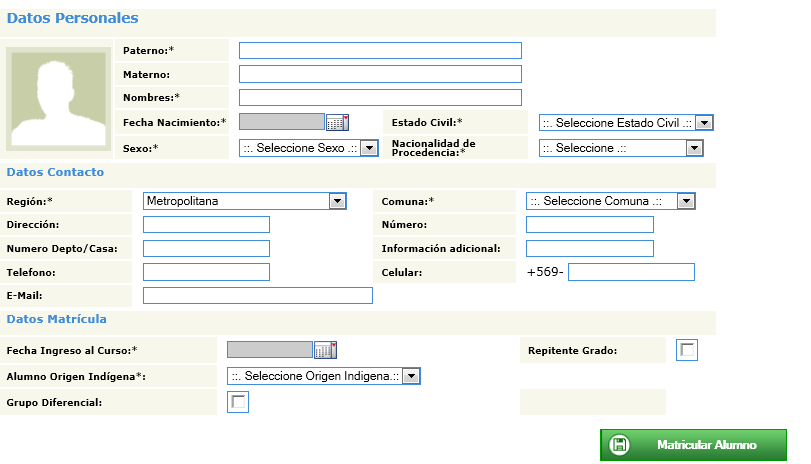 Datos Personales
Paterno:*
Materno:
Nombres:*
Fecha Nacimiento:* Estado Civil:* ::. Seleccione Estado Civil .::
Sexo:* ::. Seleccione Sexo .:: Nacionalidad de
Procedencia:* ::. Seleccione .::
Datos Contacto
Región:* Metropolitana Comuna:* ::. Seleccione Comuna .::
Dirección: Número:
Numero Depto/Casa: Información adicional:
Telefono: Celular: +569-
E-Mail:
Datos Matrícula
Fecha Ingreso al Curso:* Repitente Grado:
Alumno Origen Indígena*: ::. Seleccione Origen Indigena.::
Grupo Diferencial:
Matricular Alumno